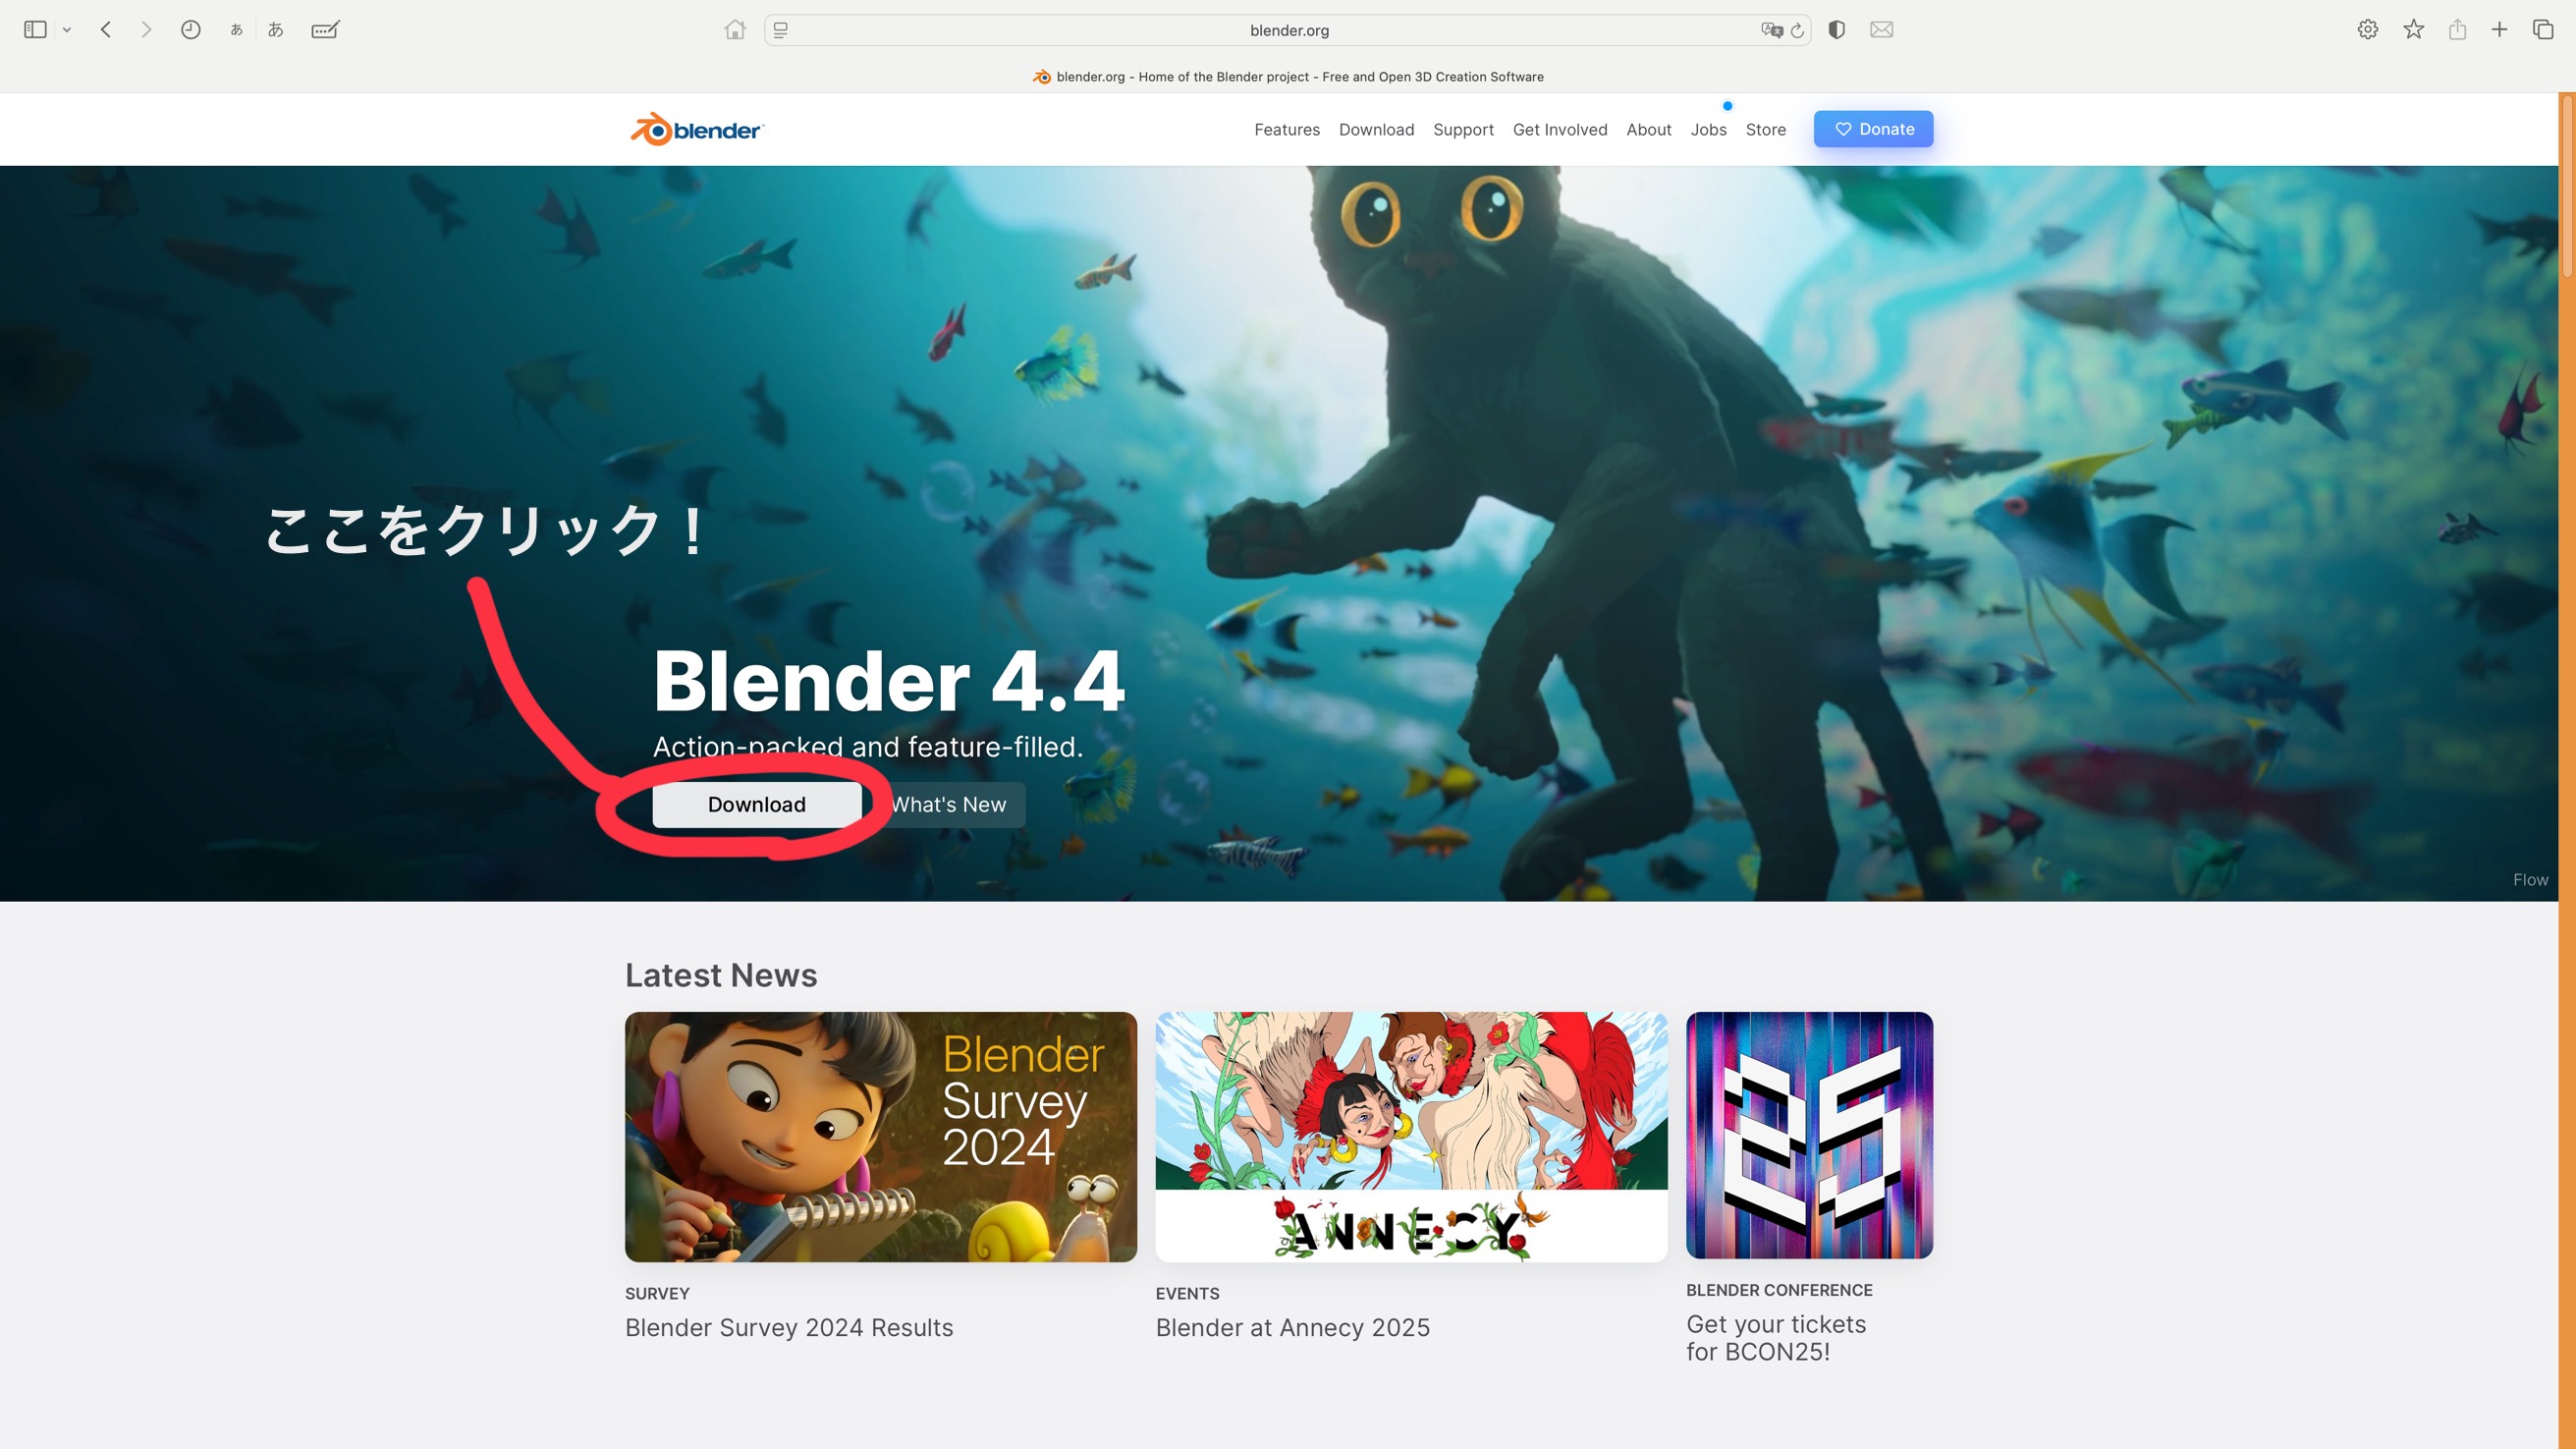 あ あ
blender.org
blender.org - Home of the Blender project - Free and Open 3D Creation Software
blender
Features Download Support Get Involved About Jobs Store Donate
ここをクリック！
Blender 4.4
Action-packed and feature-filled.
Download What's New
Flow
Latest News
Blender
Survey
2024
ANNECY
25
SURVEY
Blender Survey 2024 Results
EVENTS
Blender at Annecy 2025
BLENDER CONFERENCE
Get your tickets
for BCON25!